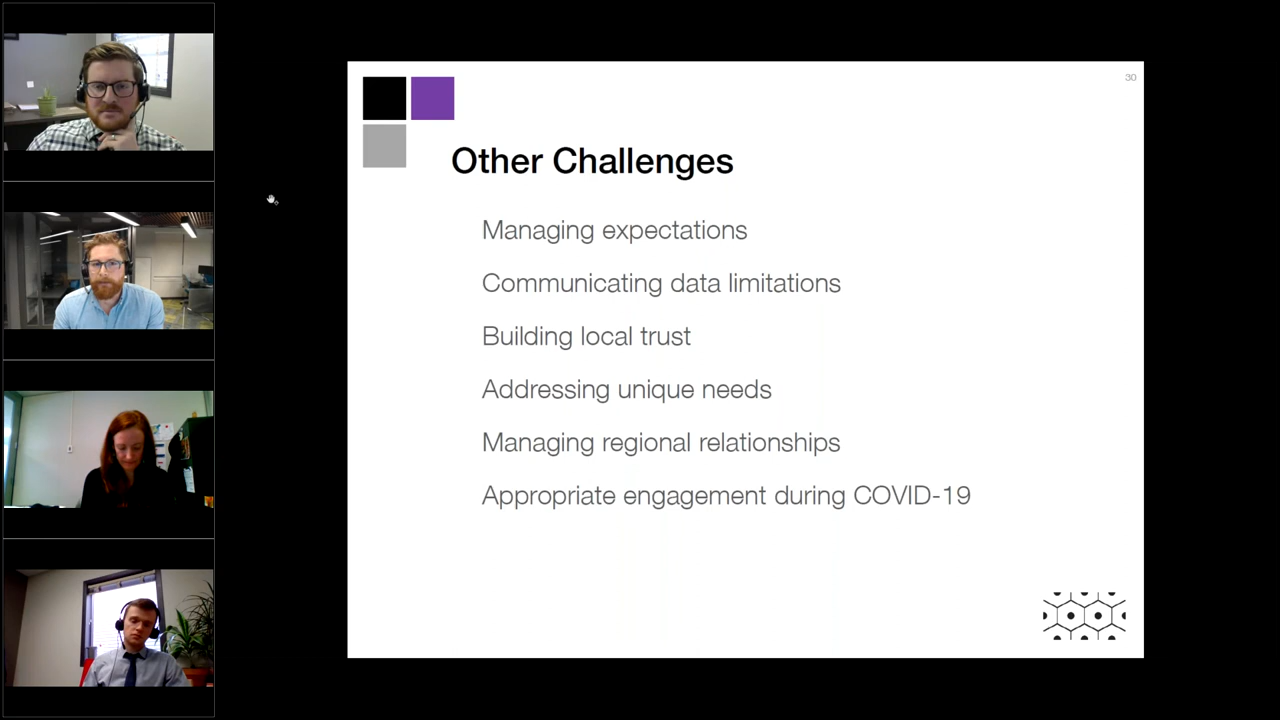 30
Other Challenges
Managing expectations
Communicating data limitations
Building local trust
Addressing unique needs
Managing regional relationships
Appropriate engagement during COVID-19